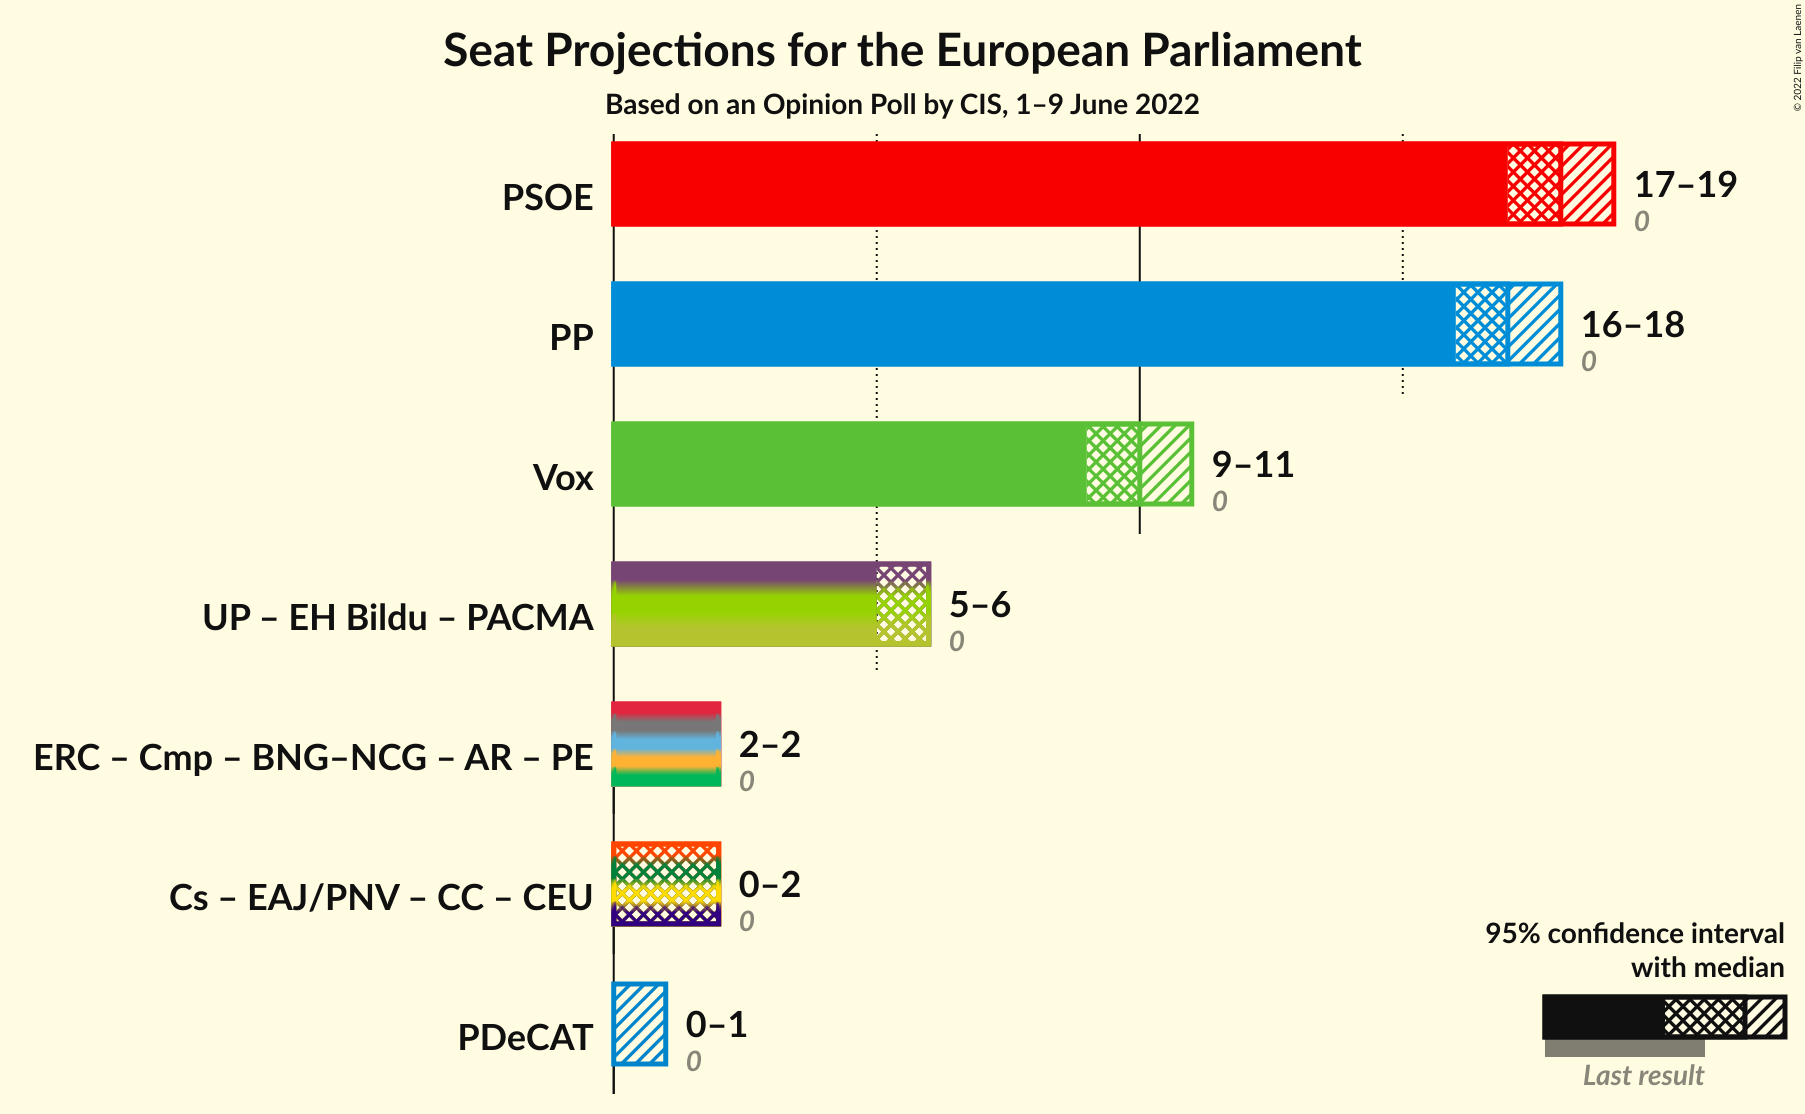 Seat Projections for the European Parliament
Based on an Opinion Poll by CIS, 1–9 June 2022
© 2022 Filip van Laenen
PSOE
17–19
0
PP
16–18
0
Vox
9–11
0
UP – EH Bildu – PACMA
5–6
0
ERC – Cmp – BNG–NCG – AR – PE
2–2
0
Cs – EAJ/PNV – CC – CEU
0–2
0
PDeCAT
0–1
0
95% confidence interval
with median
Last result